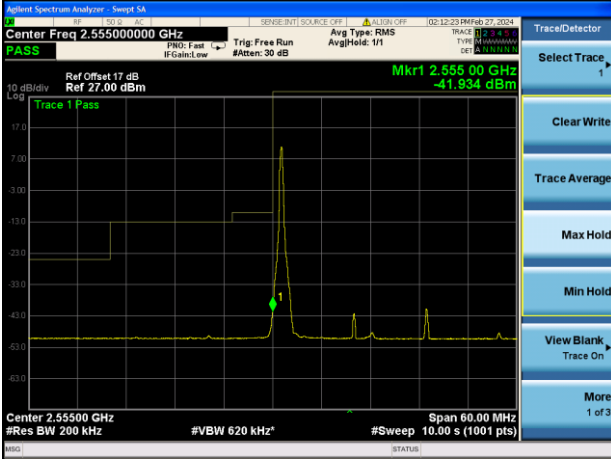 Agilent Spectrum Analyzer - Swept SA
RF 50 Ω AC SENSE:INT SOURCE OFF ALIGN OFF 02:12:23 PM Feb 27, 2024
Center Freq 2.555000000 GHz
PASS
PNO: Fast
IFGain:Low
Trig: Free Run
#Atten: 30 dB
Avg Type: RMS
Avg|Hold: 1/1
TRACE 1 2 3 4 5 6
TYPE M WWWWW
DET A N N N N N
Ref Offset 17 dB
10 dB/div Ref 27.00 dBm
Log
Mkr1 2.555 00 GHz
-41.934 dBm
Trace 1 Pass
17.0
7.00
-3.00
-13.0
-23.0
-33.0
-43.0
-53.0
-63.0
1
Center 2.55500 GHz Span 60.00 MHz
#Res BW 200 kHz #VBW 620 kHz* #Sweep 10.00 s (1001 pts)
MSG STATUS
Trace/Detector
Select Trace
1
Clear Write
Trace Average
Max Hold
Min Hold
View Blank
Trace On
More
1 of 3